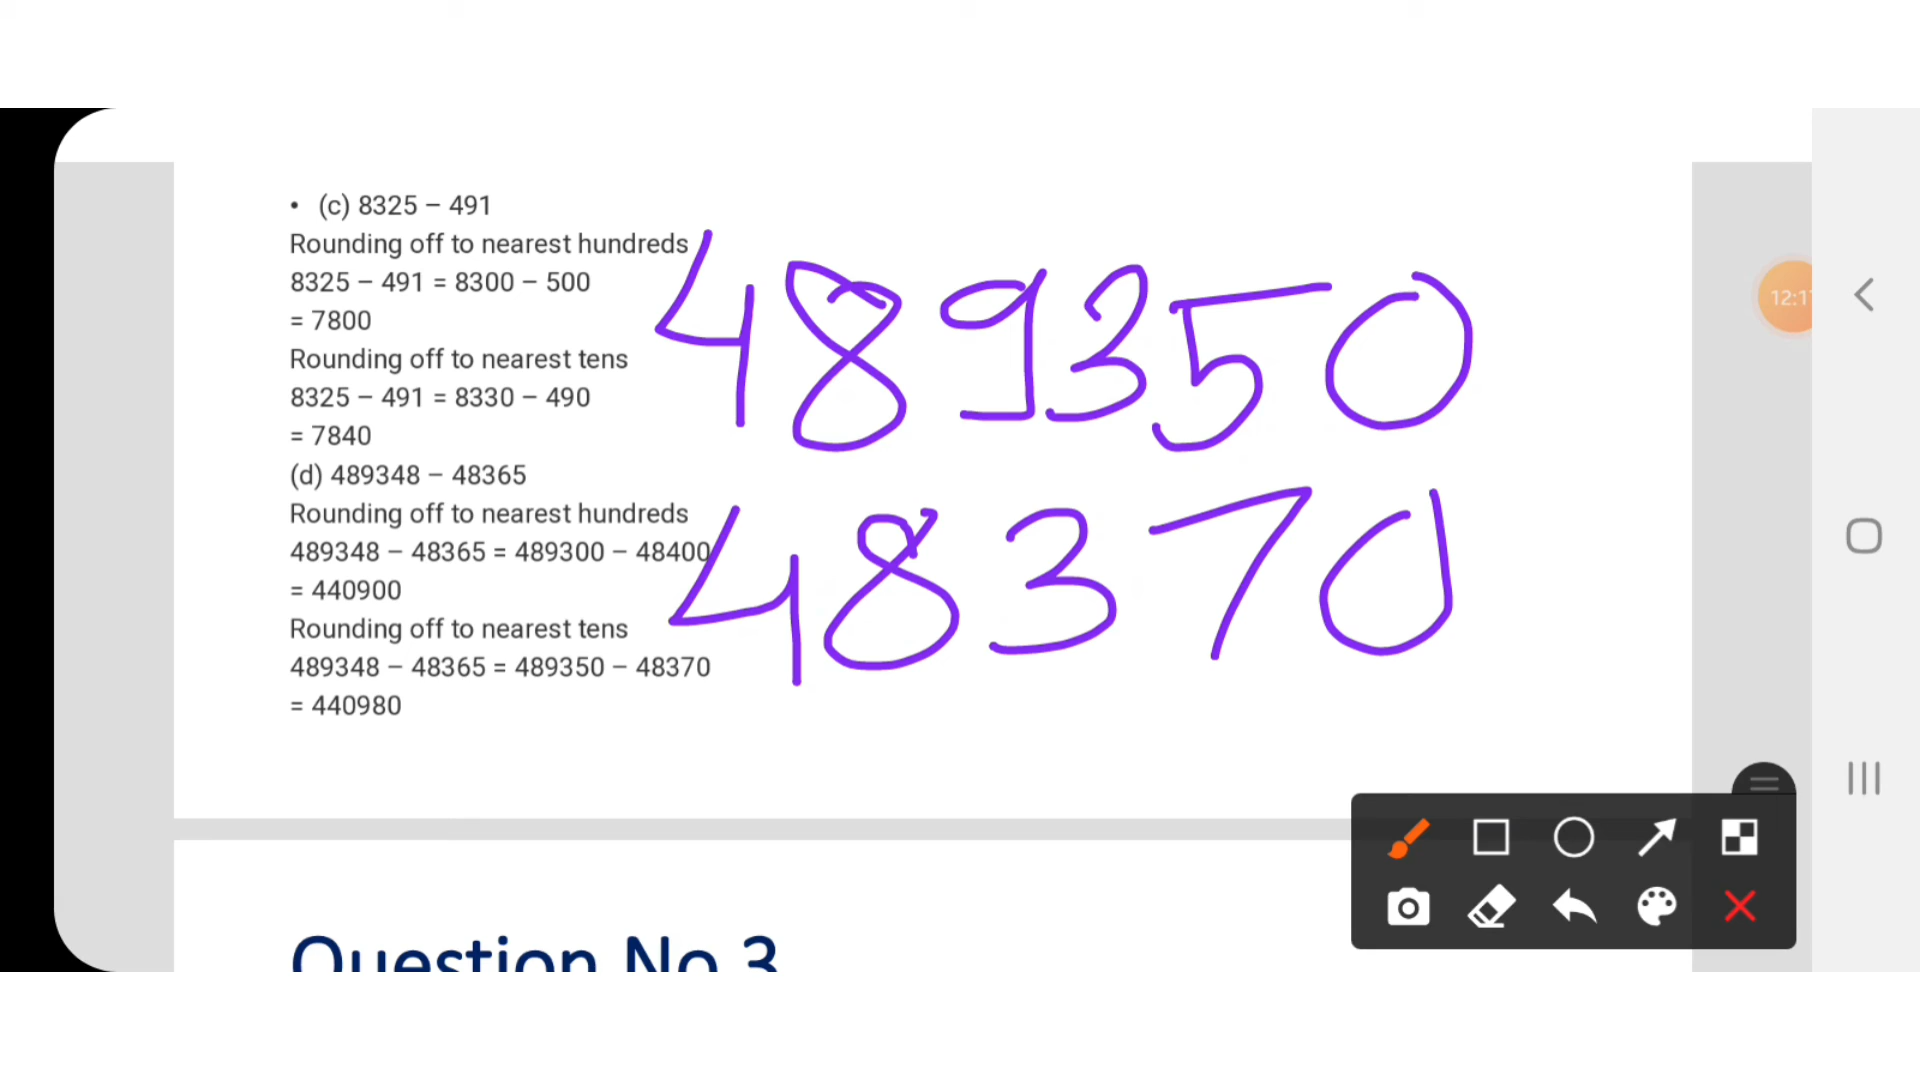 • (c) 8325 – 491
Rounding off to nearest hundreds
8325 – 491 = 8300 – 500
= 7800
Rounding off to nearest tens
8325 – 491 = 8330 – 490
= 7840
(d) 489348 – 48365
Rounding off to nearest hundreds
489348 – 48365 = 489300 – 48400
= 440900
Rounding off to nearest tens
489348 – 48365 = 489350 – 48370
= 440980
489350
48370
Question No 3